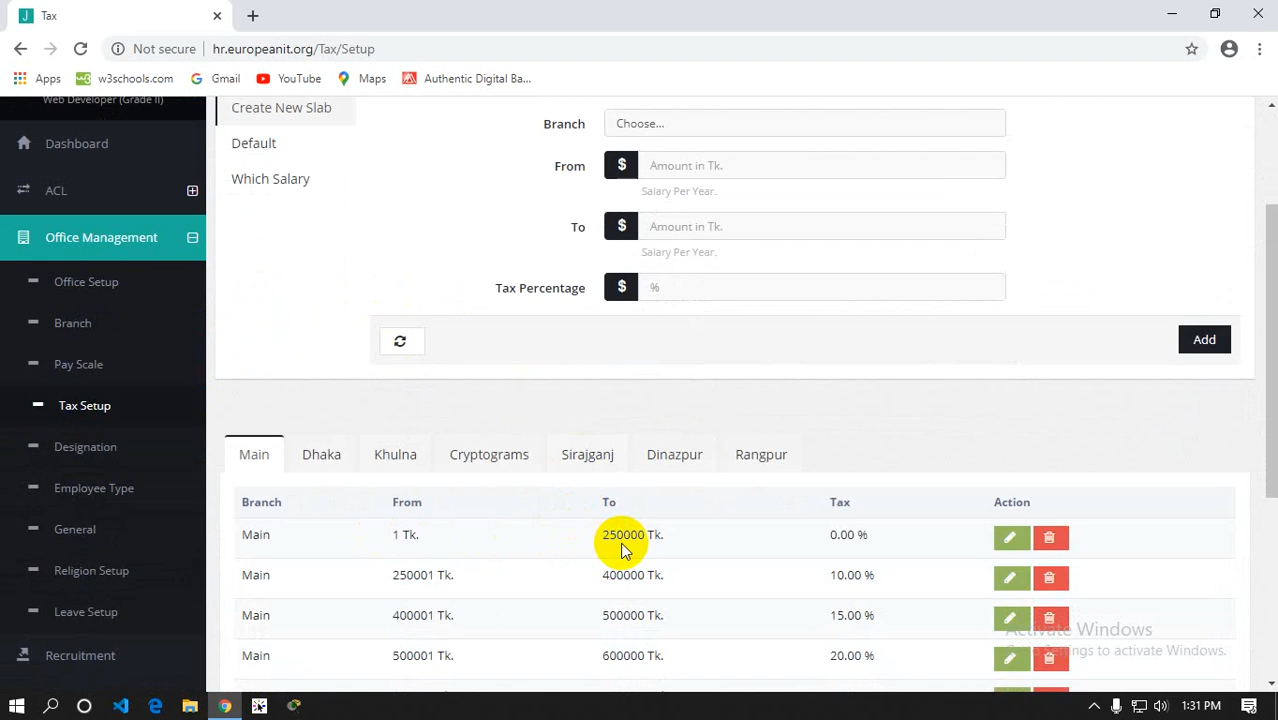 Tax
Not secure
hr.europeanit.org/Tax/Setup
Apps
w3schools.com
Gmail
YouTube
Maps
Authentic Digital Ba...
Web Developer (Grade II)
Dashboard
ACL
Office Management
Office Setup
Branch
Pay Scale
Tax Setup
Designation
Employee Type
General
Religion Setup
Leave Setup
Recruitment
Create New Slab
Default
Which Salary
Branch
Choose...
From
$
Amount in Tk.
Salary Per Year.
To
$
Amount in Tk.
Salary Per Year.
Tax Percentage
$
%
Add
Main Dhaka Khulna Cryptograms Sirajganj Dinazpur Rangpur
Branch From To Tax Action
Main 1 Tk. 250000 Tk. 0.00 %
Main 250001 Tk. 400000 Tk. 10.00 %
Main 400001 Tk. 500000 Tk. 15.00 %
Main 500001 Tk. 600000 Tk. 20.00 %
Activate Windows
Settings to activate Windows.
1:31 PM